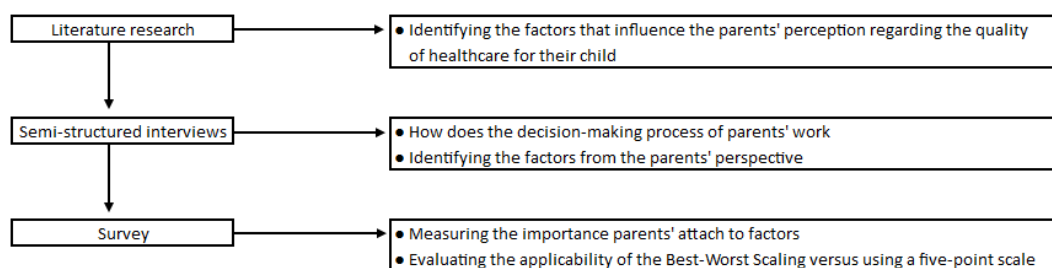 Literature research
● Identifying the factors that influence the parents' perception regarding the quality
of healthcare for their child
Semi-structured interviews
● How does the decision-making process of parents' work
● Identifying the factors from the parents' perspective
Survey
● Measuring the importance parents' attach to factors
● Evaluating the applicability of the Best-Worst Scaling versus using a five-point scale